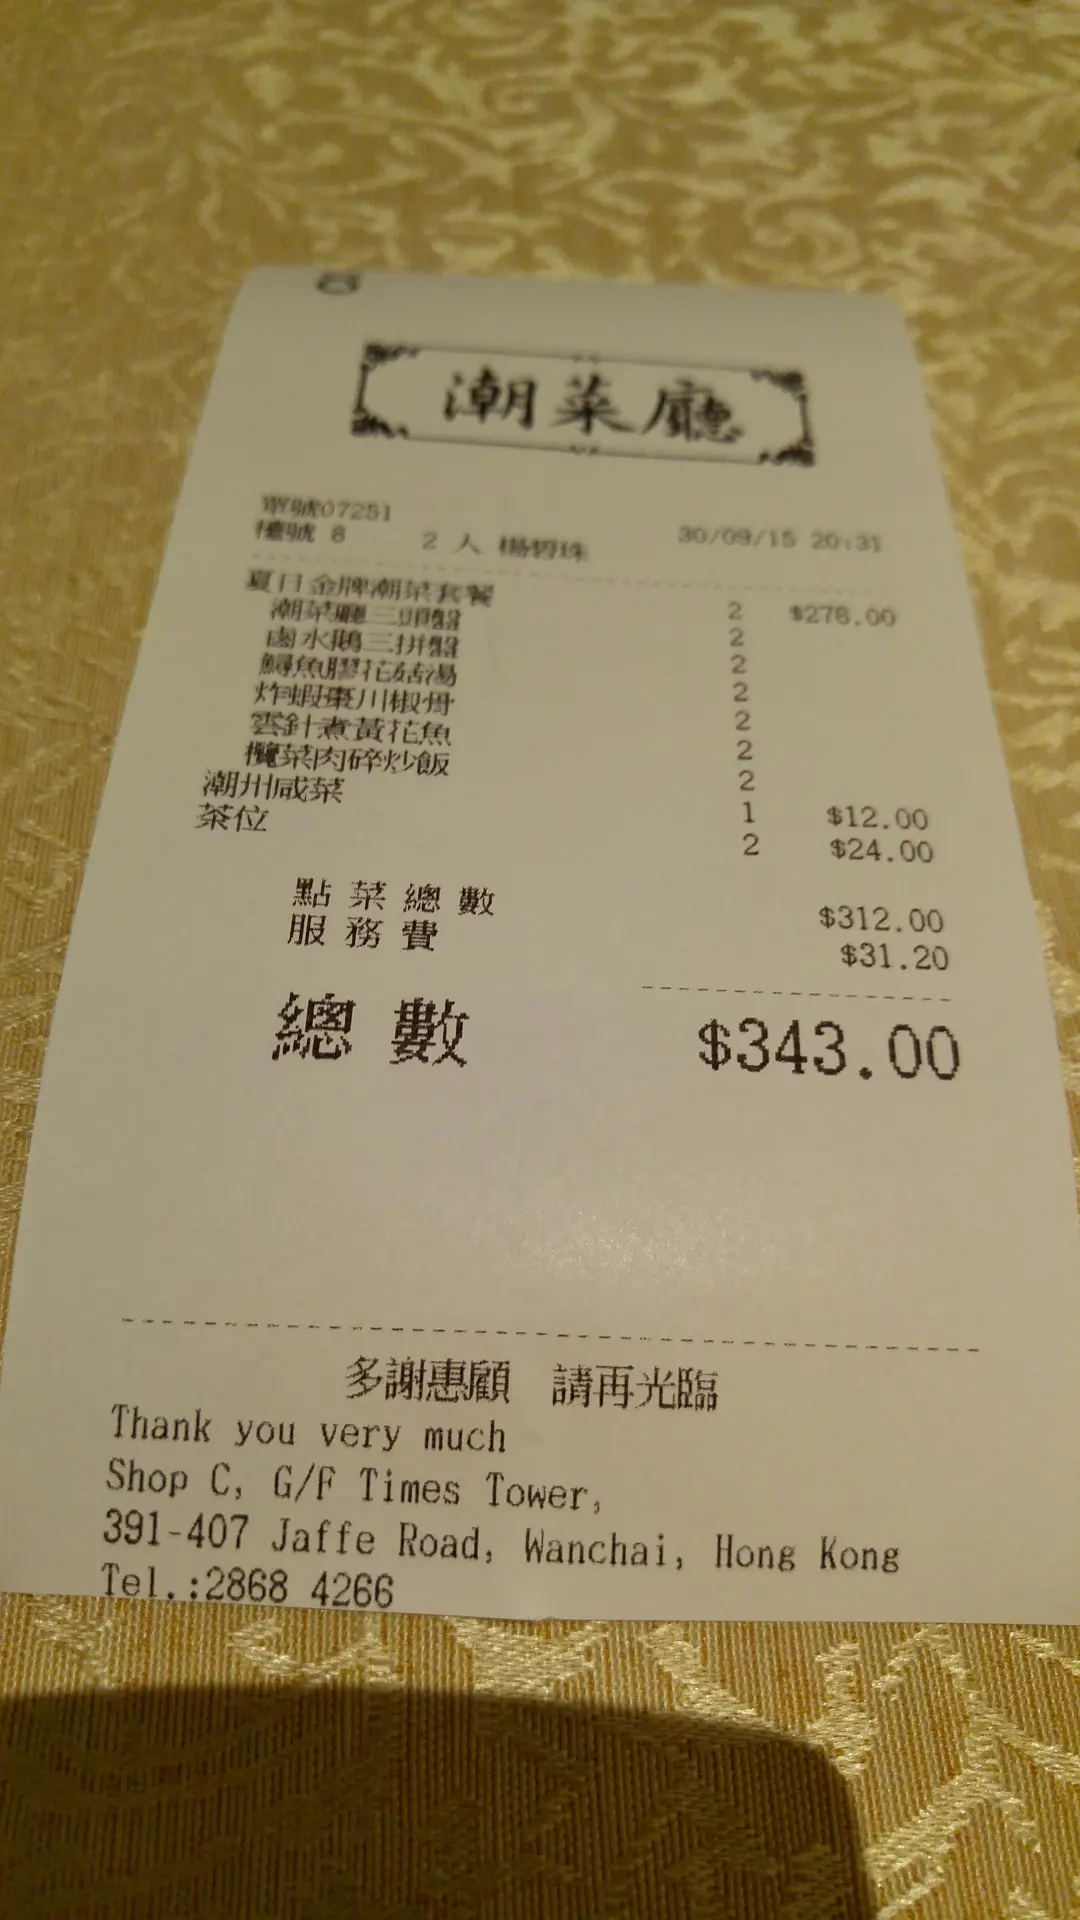 潮菜廳
單號07251
檯號 8 2 人 楊碧珠 30/09/15 20:31
夏日金牌潮菜套餐 2 $276.00
潮菜廳三頭盤 2
鹵水鵝三拼盤 2
鱘魚膠花菇湯 2
炸蝦棗川椒骨 2
雲針煮黃花魚 2
欖菜肉碎炒飯 2
潮州咸菜 1 $12.00
茶位 2 $24.00
點菜總數 $312.00
服務費 $31.20
總數 $343.00
多謝惠顧 請再光臨
Thank you very much
Shop C, G/F Times Tower,
391-407 Jaffe Road, Wanchai, Hong Kong
Tel.:2868 4266